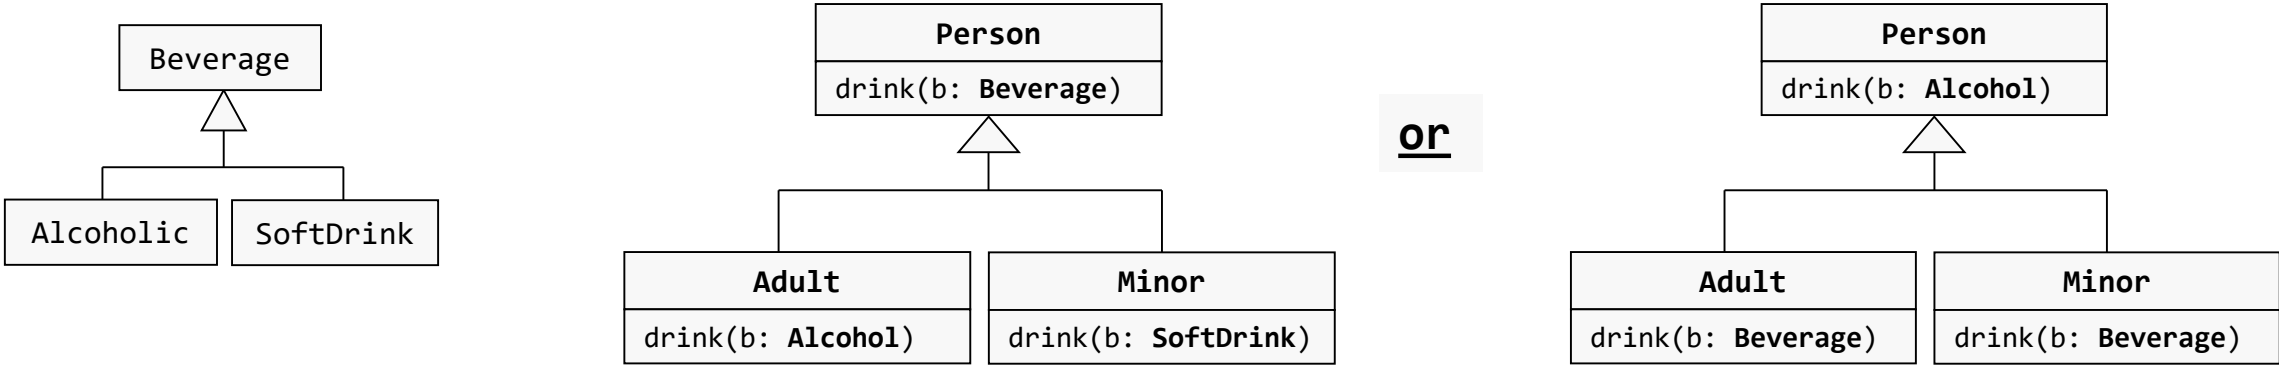 Beverage
Alcoholic
SoftDrink
Person
drink(b: Beverage)
Adult
drink(b: Alcohol)
Minor
drink(b: SoftDrink)
or
Person
drink(b: Alcohol)
Adult
drink(b: Beverage)
Minor
drink(b: Beverage)